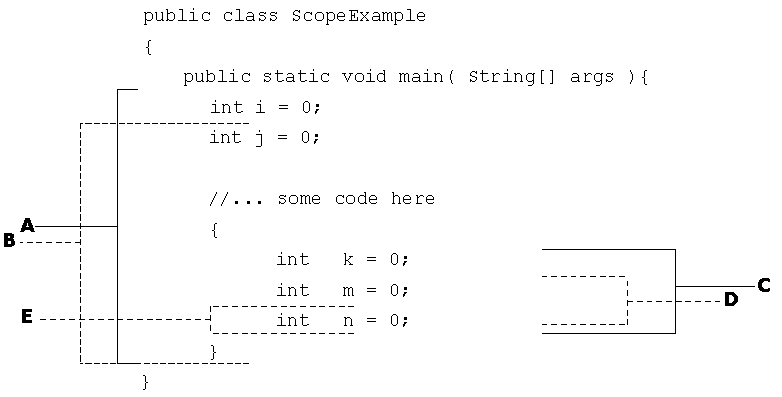 public class ScopeExample
{
public static void main( String[] args ){
int i = 0;
int j = 0;
//... some code here
A
{
B
int k = 0;
C
int m = 0;
D
E
int n = 0;
}
}